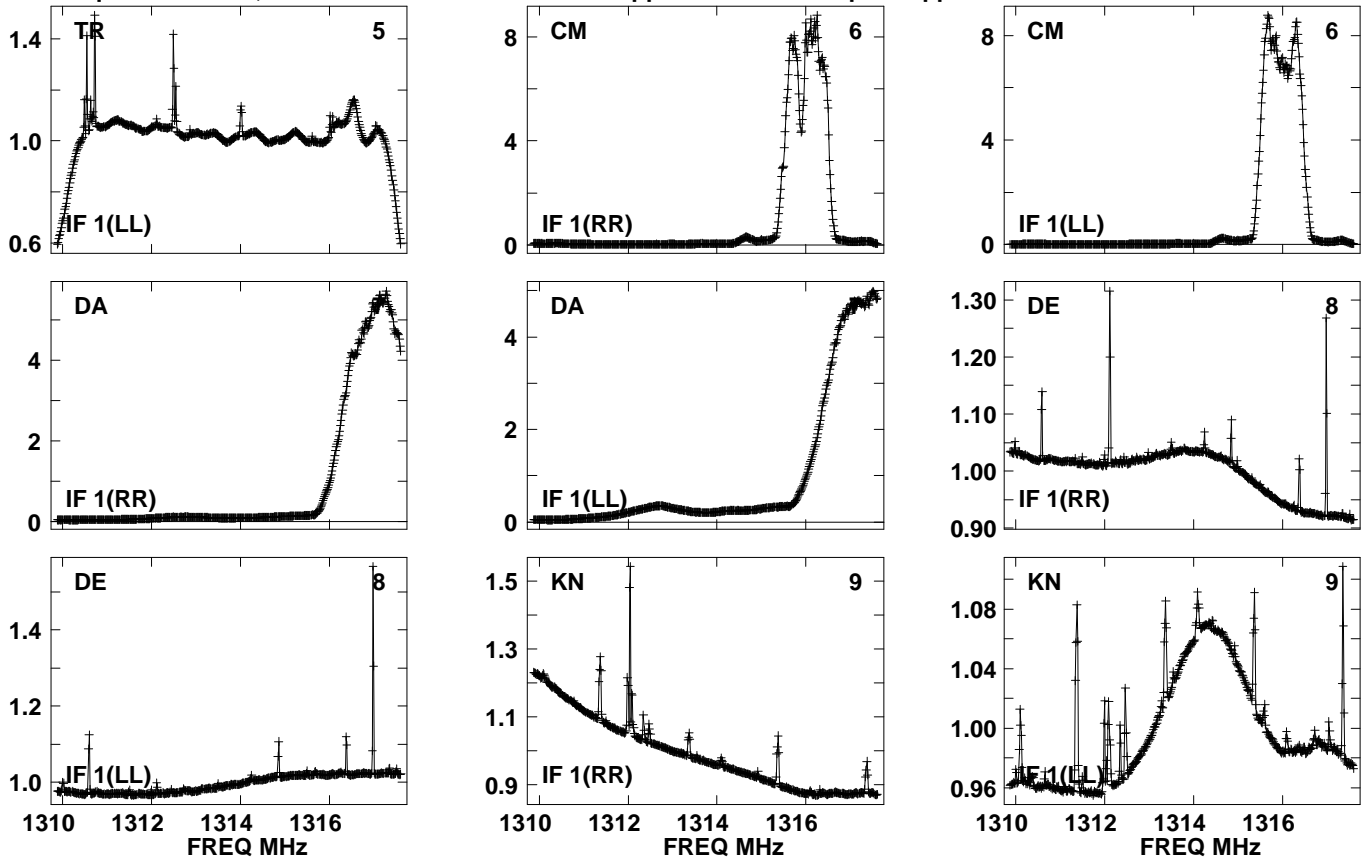 TR 5
1.4
1.0
0.6
IF 1(LL)
CM 6
8
4
0
IF 1(RR)
CM 6
8
4
0
IF 1(LL)
DA
4
2
0
IF 1(RR)
DA
4
2
0
IF 1(LL)
DE 8
1.30
1.20
1.10
1.00
0.90
IF 1(RR)
DE 8
1.4
1.2
1.0
IF 1(LL)
1310 1312 1314 1316
FREQ MHz
KN 9
1.5
1.3
1.1
0.9
IF 1(RR)
1310 1312 1314 1316
FREQ MHz
KN 9
1.08
1.04
1.00
0.96
IF 1(LL)
1310 1312 1314 1316
FREQ MHz